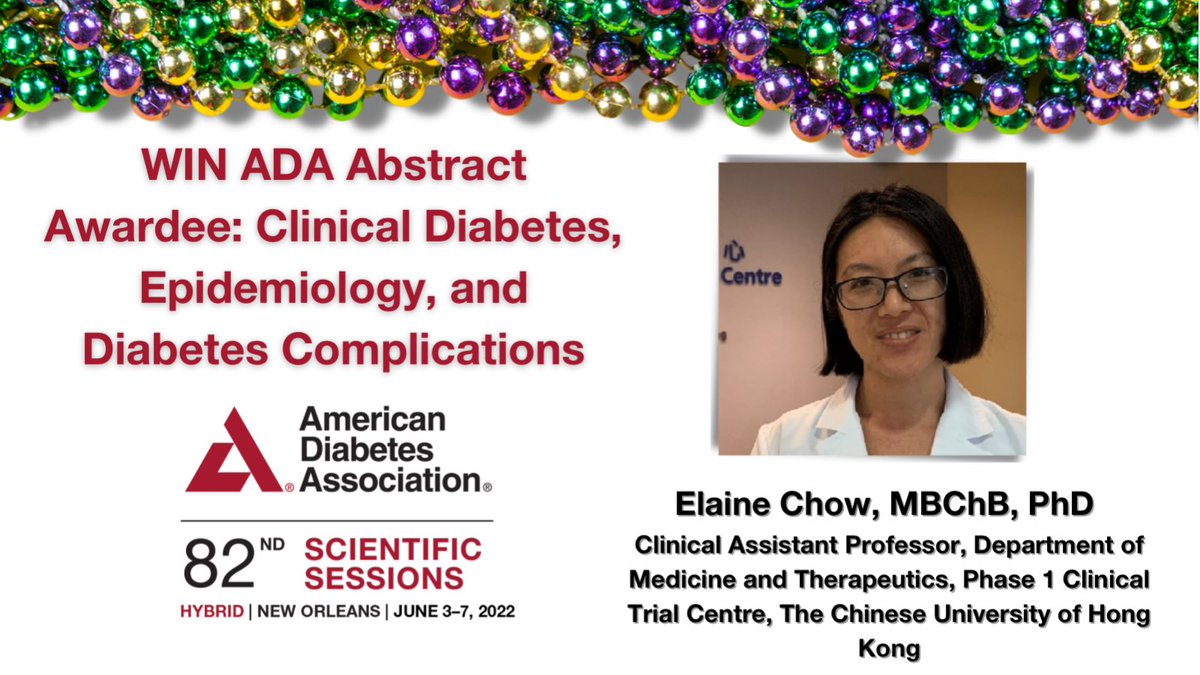 WIN ADA Abstract
Awardee: Clinical Diabetes,
Epidemiology, and
Diabetes Complications
American
Diabetes
Association®
®
82ND SCIENTIFIC
SESSIONS
HYBRID | NEW ORLEANS | JUNE 3–7, 2022
Centre
Elaine Chow, MBChB, PhD
Clinical Assistant Professor, Department of
Medicine and Therapeutics, Phase 1 Clinical
Trial Centre, The Chinese University of Hong
Kong